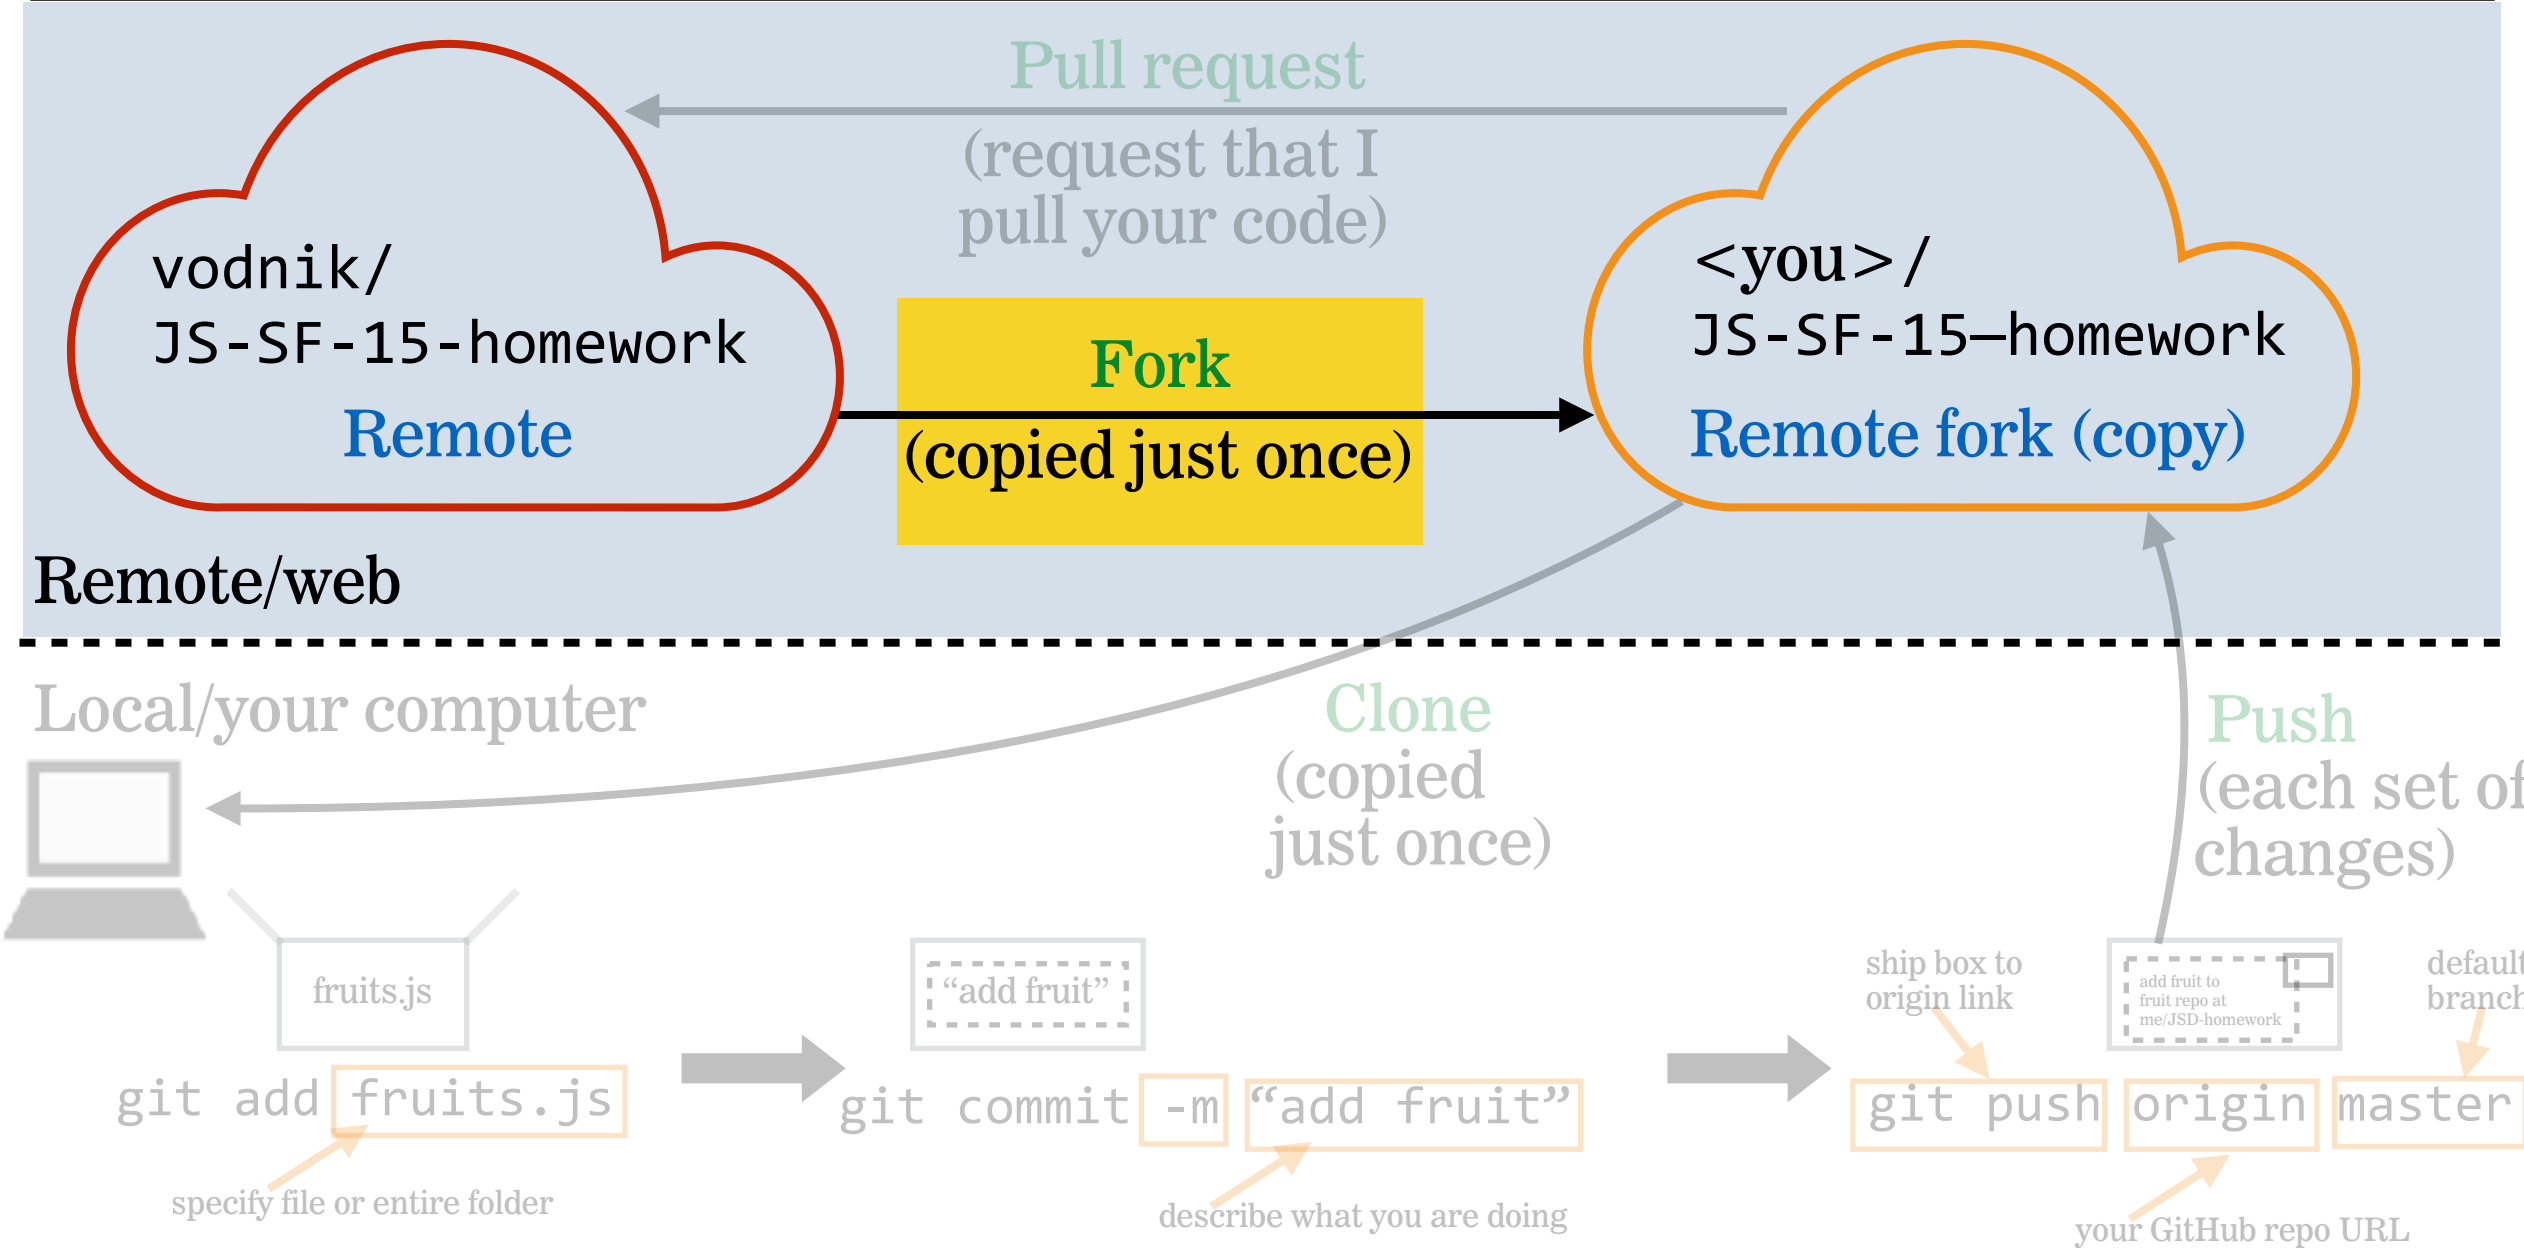 Pull request
(request that I
pull your code)
vodnik/
JS-SF-15-homework
Remote
Fork
(copied just once)
<you>/
JS-SF-15—homework
Remote fork (copy)
Remote/web
Local/your computer
Clone
(copied
just once)
Push
(each set of
changes)
fruits.js
“add fruit”
ship box to
origin link
add fruit to
fruit repo at
me/JSD-homework
default
branch
git add fruits.js
git commit -m “add fruit”
git push origin master
specify file or entire folder
describe what you are doing
your GitHub repo URL